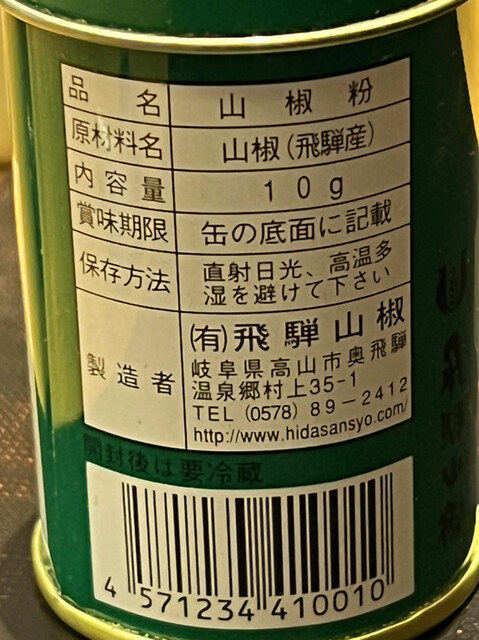 品名 山椒粉
原材料名 山椒(飛騨産)
内容量 10g
賞味期限 缶の底面に記載
保存方法 直射日光、高温多
湿を避けて下さい
製造者 (有)飛騨山椒
岐阜県高山市奥飛騨
温泉郷村上35-1
TEL (0578) 89-2412
http://www.hidasansyo.com/
開封後は要冷蔵
4 571234 410010